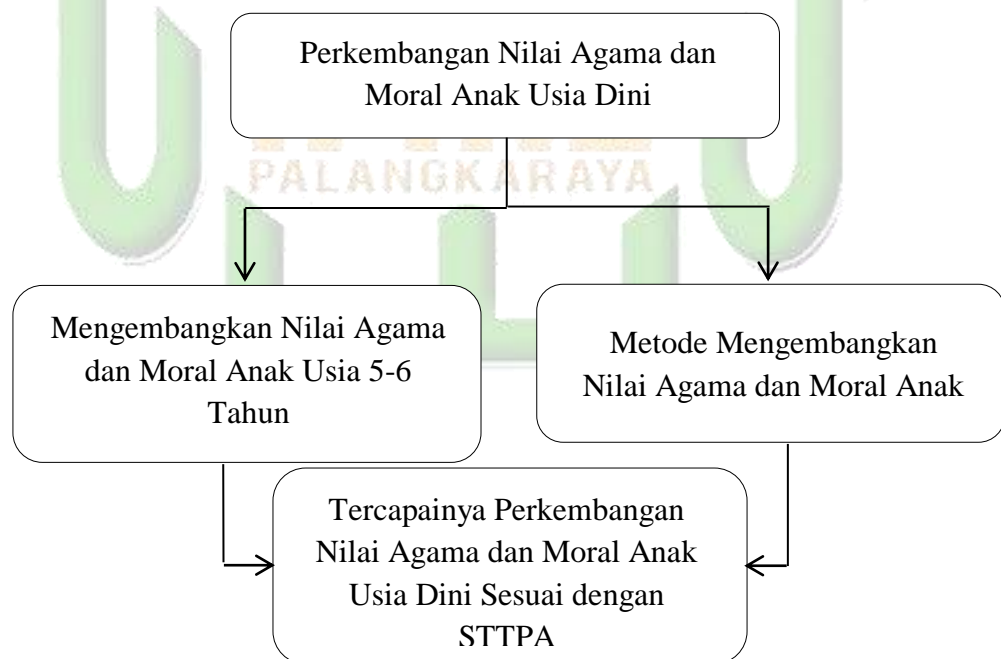 Perkembangan Nilai Agama dan
Moral Anak Usia Dini
PALANGKARAYA
Mengembangkan Nilai Agama
dan Moral Anak Usia 5-6
Tahun
Metode Mengembangkan
Nilai Agama dan Moral Anak
Tercapainya Perkembangan
Nilai Agama dan Moral Anak
Usia Dini Sesuai dengan
STTPA